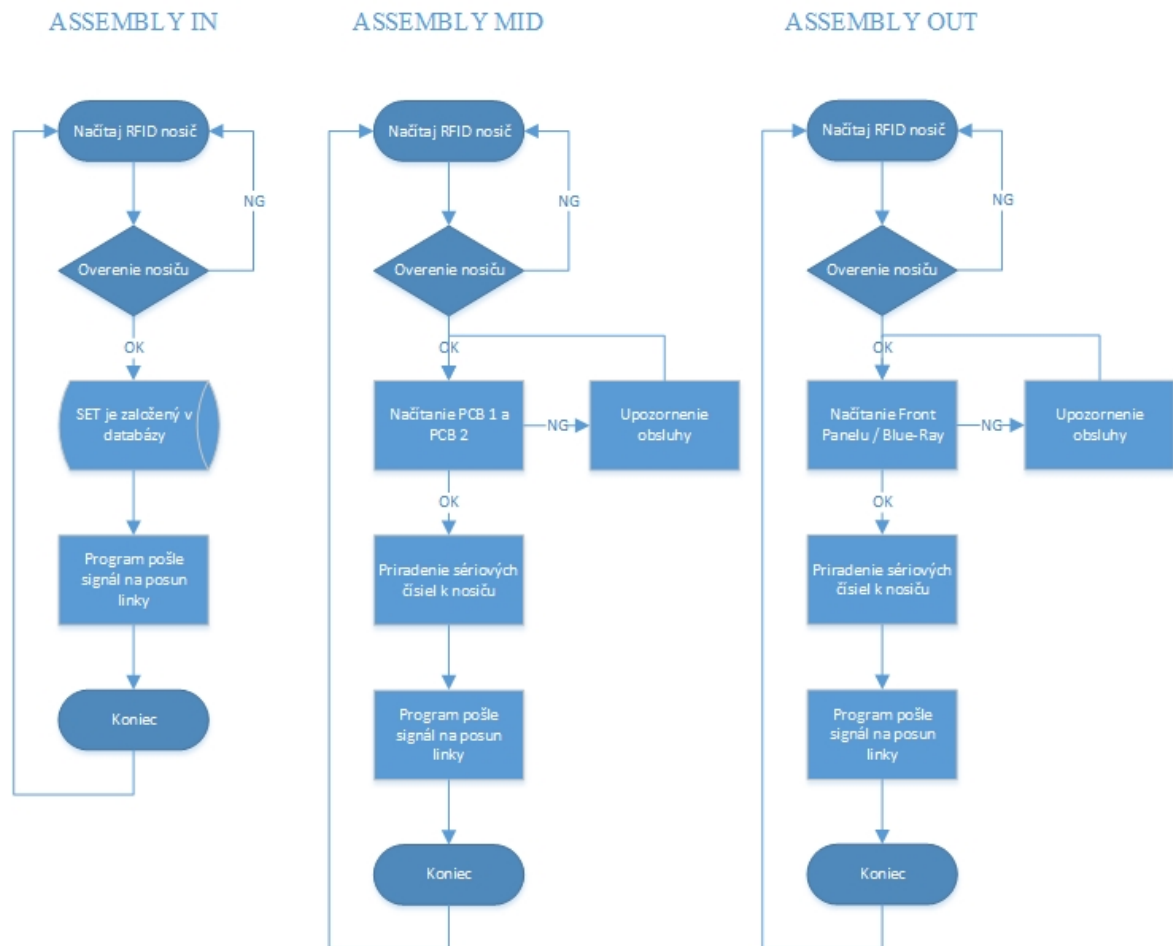 ASSEMBLY IN
Načítaj RFID nosič
NG
Overenie nosiču
OK
SET je založený v
databázy
Program pošle
signál na posun
linky
Koniec
ASSEMBLY MID
Načítaj RFID nosič
NG
Overenie nosiču
OK
Načítanie PCB 1 a
PCB 2
NG
Upozornenie
obsluhy
OK
Priradenie sériových
čísiel k nosiču
Program pošle
signál na posun
linky
Koniec
ASSEMBLY OUT
Načítaj RFID nosič
NG
Overenie nosiču
OK
Načítanie Front
Panelu / Blue-Ray
NG
Upozornenie
obsluhy
OK
Priradenie sériových
čísiel k nosiču
Program pošle
signál na posun
linky
Koniec